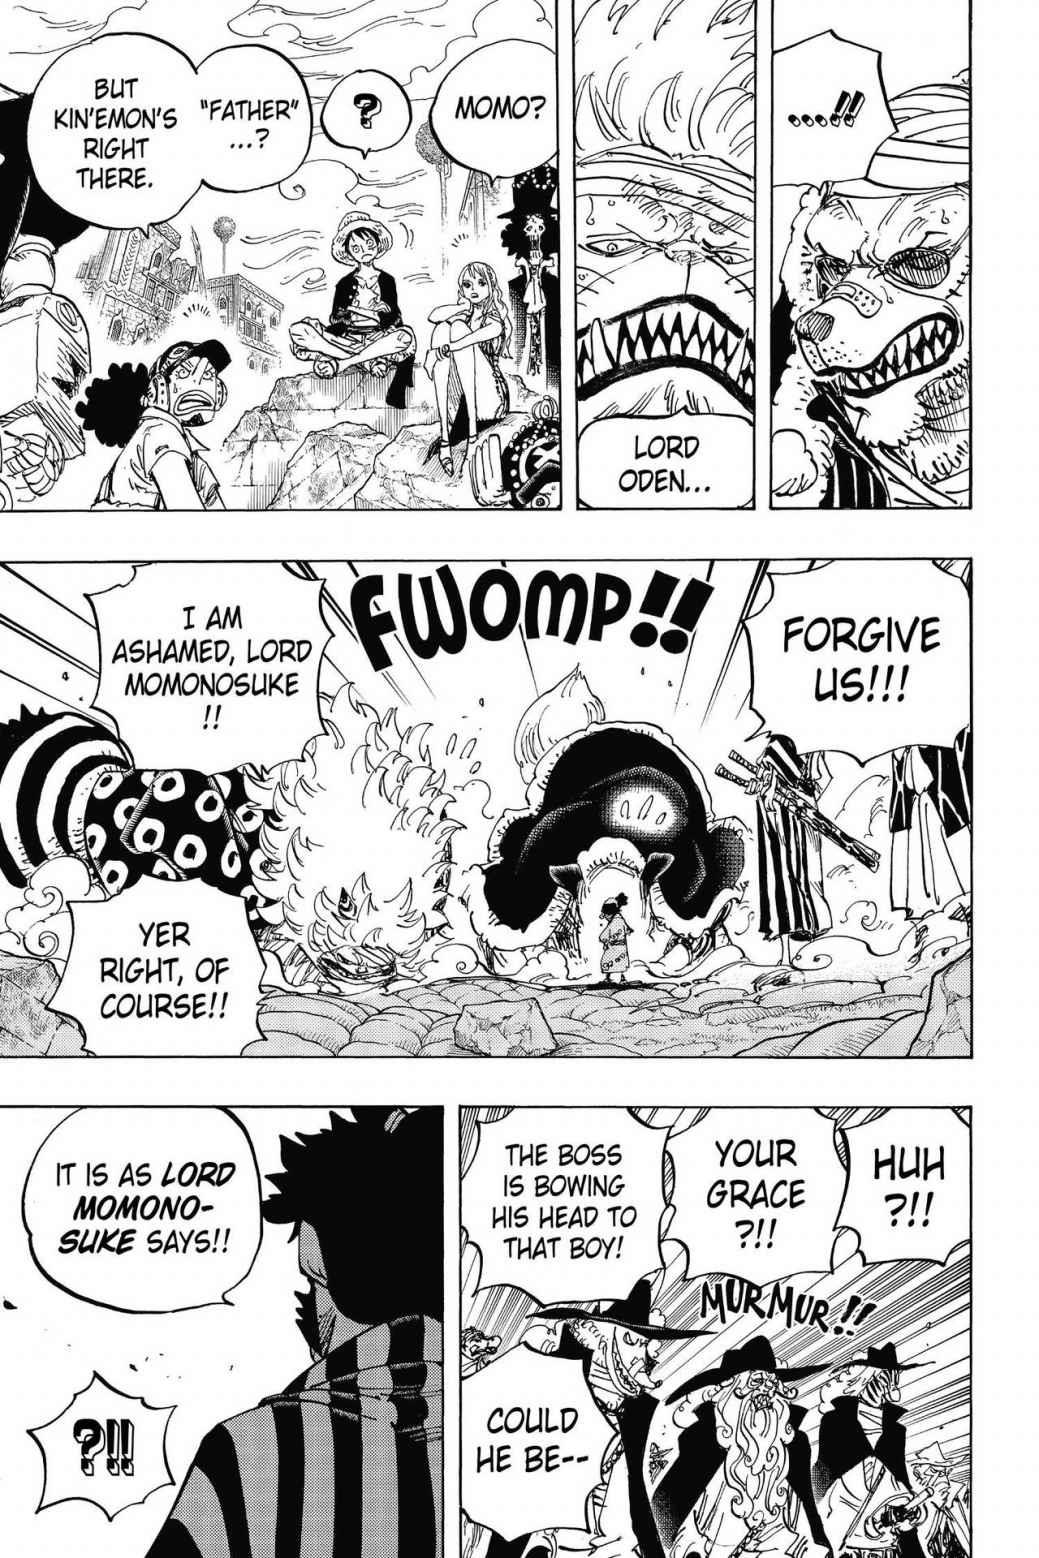 ...!!
LORD
ODEN...
MOMO?
?
"FATHER"
...?
BUT
KIN'EMON'S
RIGHT
THERE.
FORGIVE
US!!!
FWOMP!!
I AM
ASHAMED, LORD
MOMONOSUKE
!!
YER
RIGHT, OF
COURSE!!
HUH
?!!
YOUR
GRACE
?!!
THE BOSS
IS BOWING
HIS HEAD TO
THAT BOY!
MURMUR!!
COULD
HE BE--
IT IS AS LORD
MOMONO-
SUKE SAYS!!
?!!